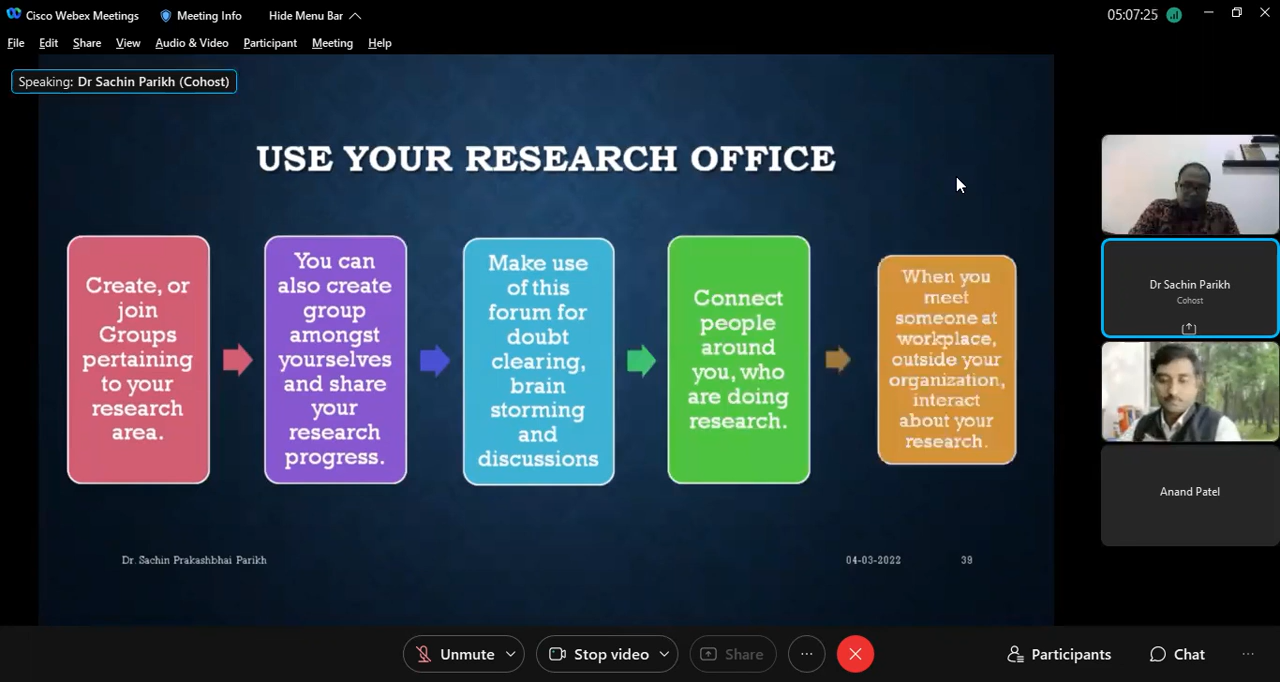 Cisco Webex Meetings
Meeting Info
Hide Menu Bar
05:07:25
File Edit Share View Audio & Video Participant Meeting Help
Speaking: Dr Sachin Parikh (Cohost)
USE YOUR RESEARCH OFFICE
Create, or
join
Groups
pertaining
to your
research
area.
You can
also create
group
amongst
yourselves
and share
your
research
progress.
Make use
of this
forum for
doubt
clearing,
brain
storming
and
discussions
Connect
people
around
you, who
are doing
research.
When you
meet
someone at
workplace,
outside your
organization,
interact
about your
research.
Dr. Sachin Prakashbhai Parikh
04-03-2022
39
Dr Sachin Parikh
Cohost
Anand Patel
Unmute
Stop video
Share
Participants
Chat